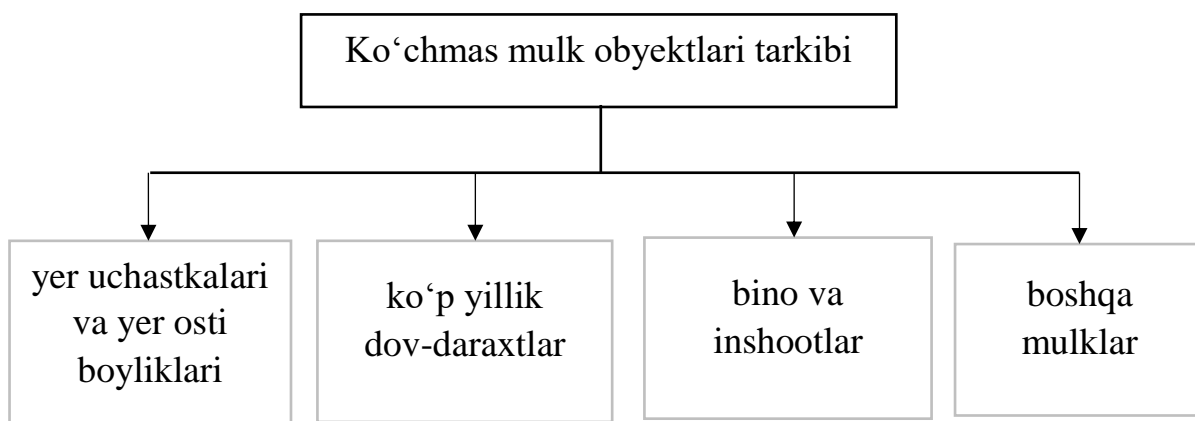 Ko‘chmas mulk obyektlari tarkibi
yer uchastkalari
va yer osti
boyliklari
ko‘p yillik
dov-daraxtlar
bino va
inshootlar
boshqa
mulklar